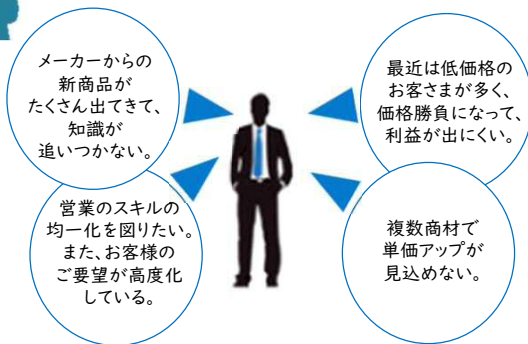 メーカーからの
新商品が
たくさん出てきて、
知識が
追いつかない。
最近は低価格の
お客さまが多く、
価格勝負になって、
利益が出にくい。
営業のスキルの
均一化を図りたい。
また、お客様の
ご要望が高度化
している。
複数商材で
単価アップが
見込めない。